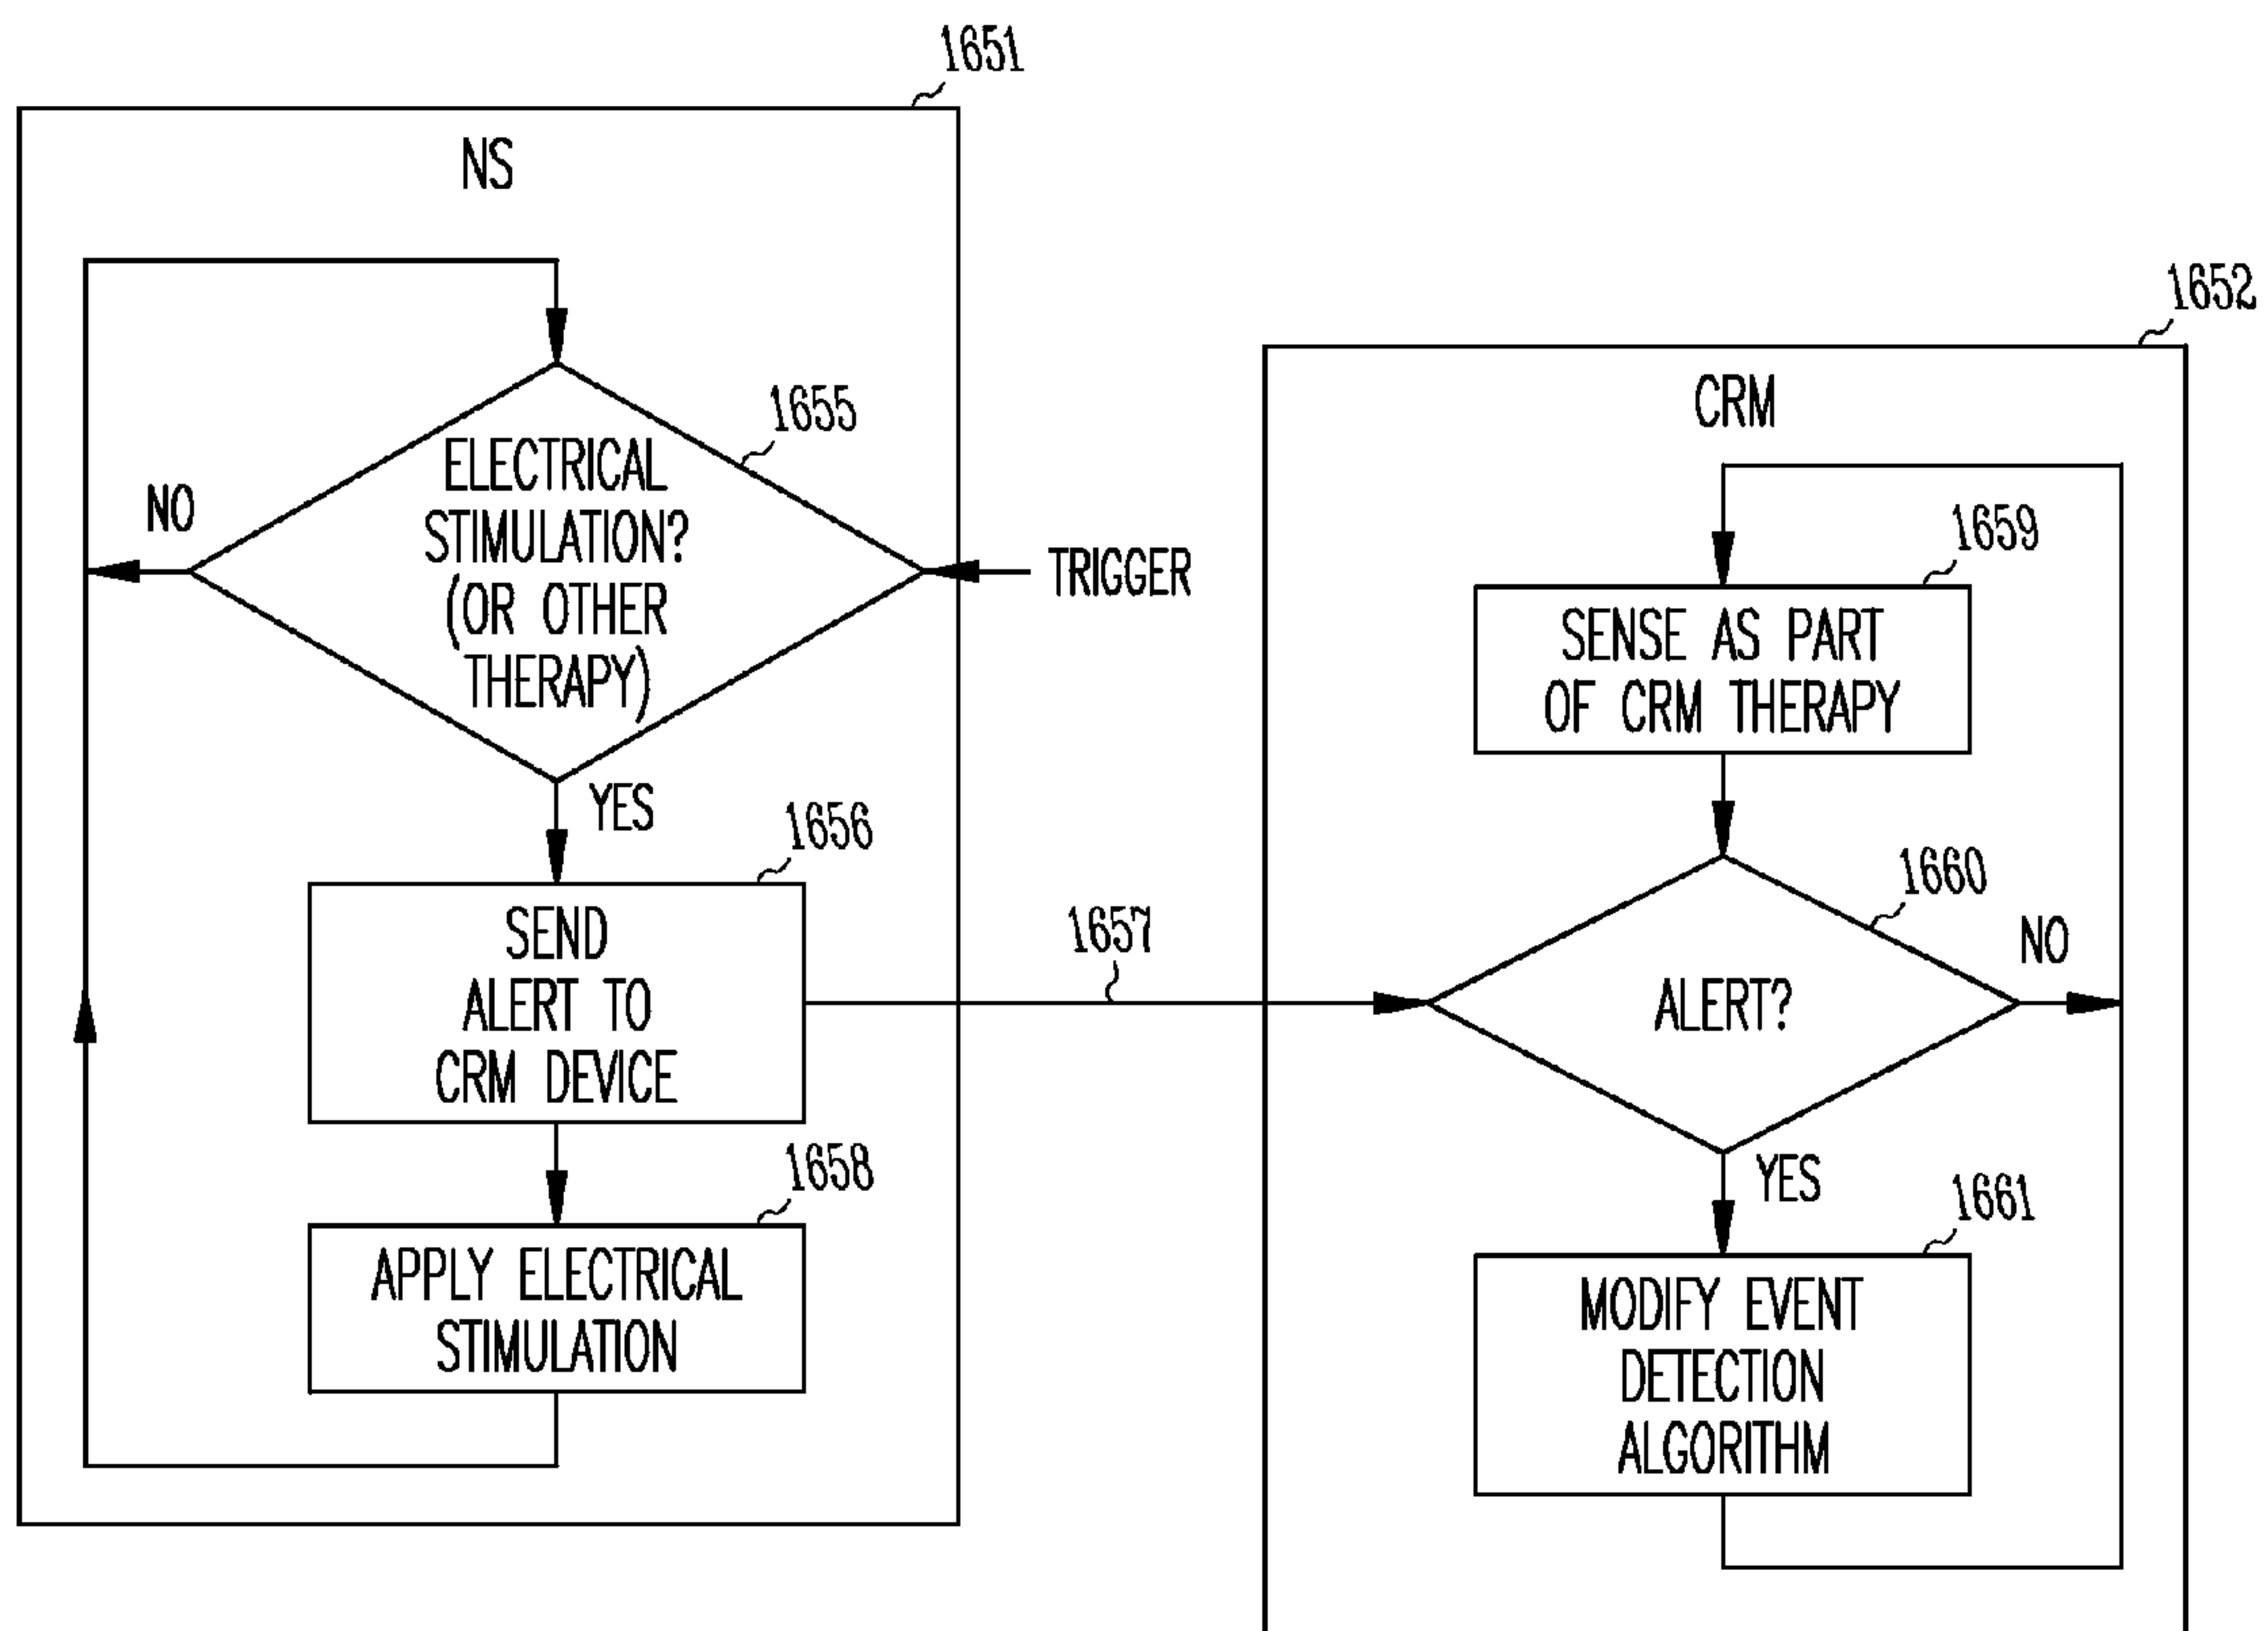 1651
NS
1655
ELECTRICAL
STIMULATION?
(OR OTHER
THERAPY)
NO
TRIGGER
YES
1656
SEND
ALERT TO
CRM DEVICE
1657
1658
APPLY ELECTRICAL
STIMULATION
1652
CRM
1659
SENSE AS PART
OF CRM THERAPY
1660
ALERT?
NO
YES
1661
MODIFY EVENT
DETECTION
ALGORITHM